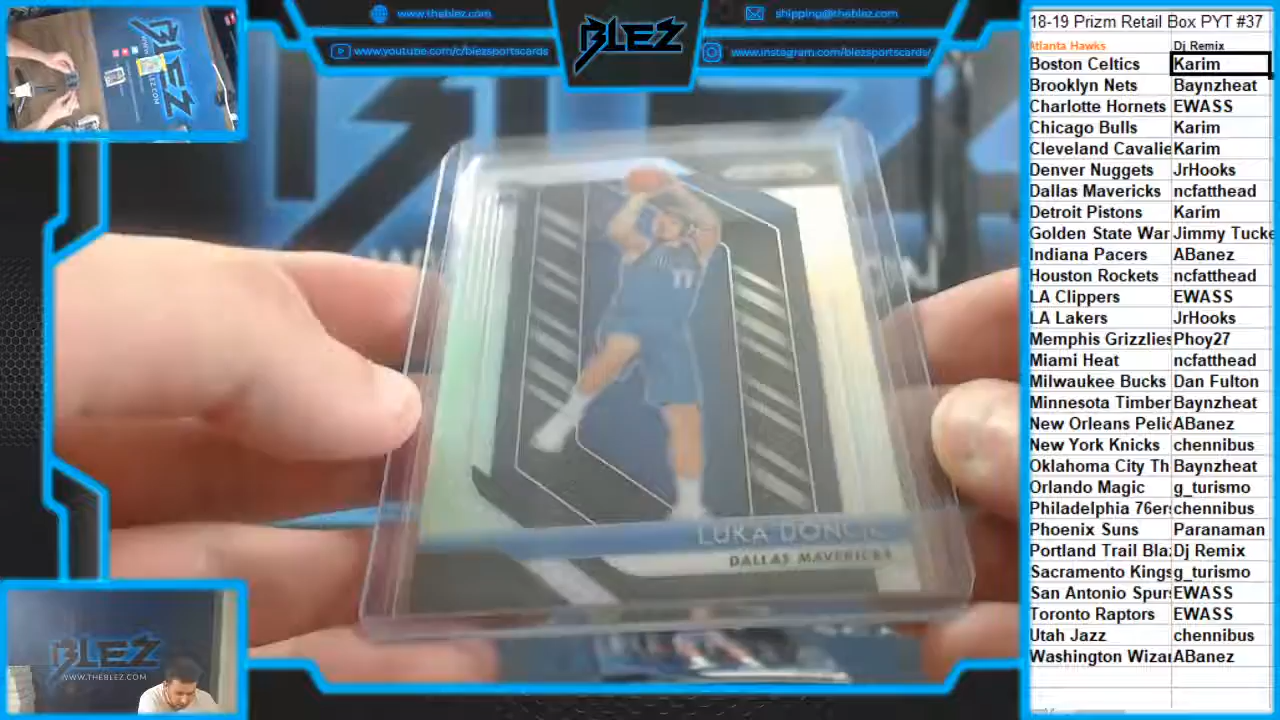 www.theblez.com
www.youtube.com/c/blezsportscards
BLEZ
shipping@theblez.com
www.instagram.com/blezsportscards/
18-19 Prizm Retail Box PYT #37
Atlanta Hawks Dj Remix
Boston Celtics Karim
Brooklyn Nets Baynzheat
Charlotte Hornets EWASS
Chicago Bulls Karim
Cleveland Cavalie Karim
Denver Nuggets JrHooks
Dallas Mavericks ncfatthead
Detroit Pistons Karim
Golden State War Jimmy Tucke
Indiana Pacers ABanez
Houston Rockets ncfatthead
LA Clippers EWASS
LA Lakers JrHooks
Memphis Grizzlies Phoy27
Miami Heat ncfatthead
Milwaukee Bucks Dan Fulton
Minnesota Timber Baynzheat
New Orleans Pelic ABanez
New York Knicks chennibus
Oklahoma City Th Baynzheat
Orlando Magic g_turismo
Philadelphia 76ers chennibus
Phoenix Suns Paranaman
Portland Trail Bla Dj Remix
Sacramento Kings g_turismo
San Antonio Spurs EWASS
Toronto Raptors EWASS
Utah Jazz chennibus
Washington Wizar ABanez
77
LUKA DONCIC
DALLAS MAVERICKS
BLEZ
.COM
BLEZ
WWW.THEBLEZ.COM